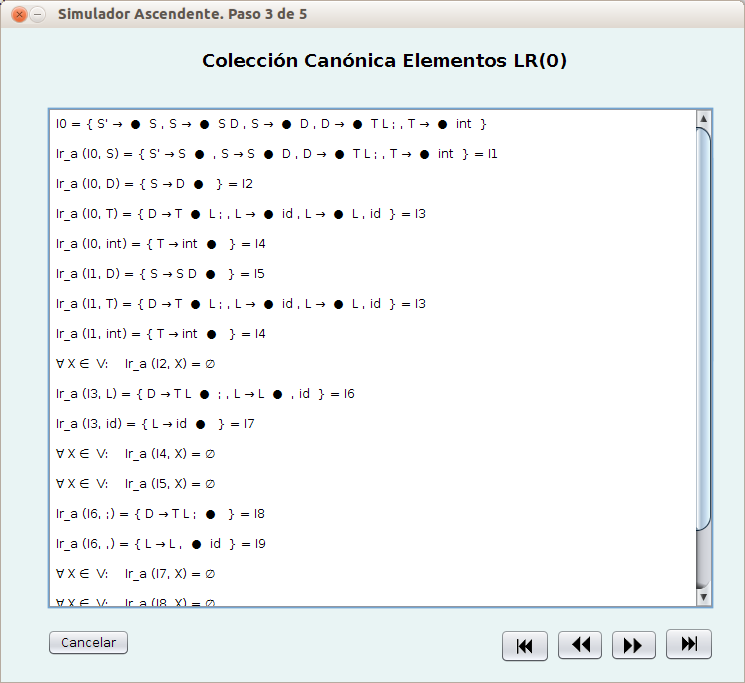 Simulador Ascendente. Paso 3 de 5
Colección Canónica Elementos LR(0)
I0 = { S' → ● S , S → ● S D , S → ● D , D → ● T L ; , T → ● int }
Ir_a (I0, S) = { S' → S ● , S → S ● D , D → ● T L ; , T → ● int } = I1
Ir_a (I0, D) = { S → D ● } = I2
Ir_a (I0, T) = { D → T ● L ; , L → ● id , L → ● L , id } = I3
Ir_a (I0, int) = { T → int ● } = I4
Ir_a (I1, D) = { S → S D ● } = I5
Ir_a (I1, T) = { D → T ● L ; , L → ● id , L → ● L , id } = I3
Ir_a (I1, int) = { T → int ● } = I4
∀ X ∈ V: Ir_a (I2, X) = ∅
Ir_a (I3, L) = { D → T L ● ; , L → L ● , id } = I6
Ir_a (I3, id) = { L → id ● } = I7
∀ X ∈ V: Ir_a (I4, X) = ∅
∀ X ∈ V: Ir_a (I5, X) = ∅
Ir_a (I6, ;) = { D → T L ; ● } = I8
Ir_a (I6, ,) = { L → L , ● id } = I9
∀ X ∈ V: Ir_a (I7, X) = ∅
∀ X ∈ V: Ir_a (I8, X) = ∅
Cancelar